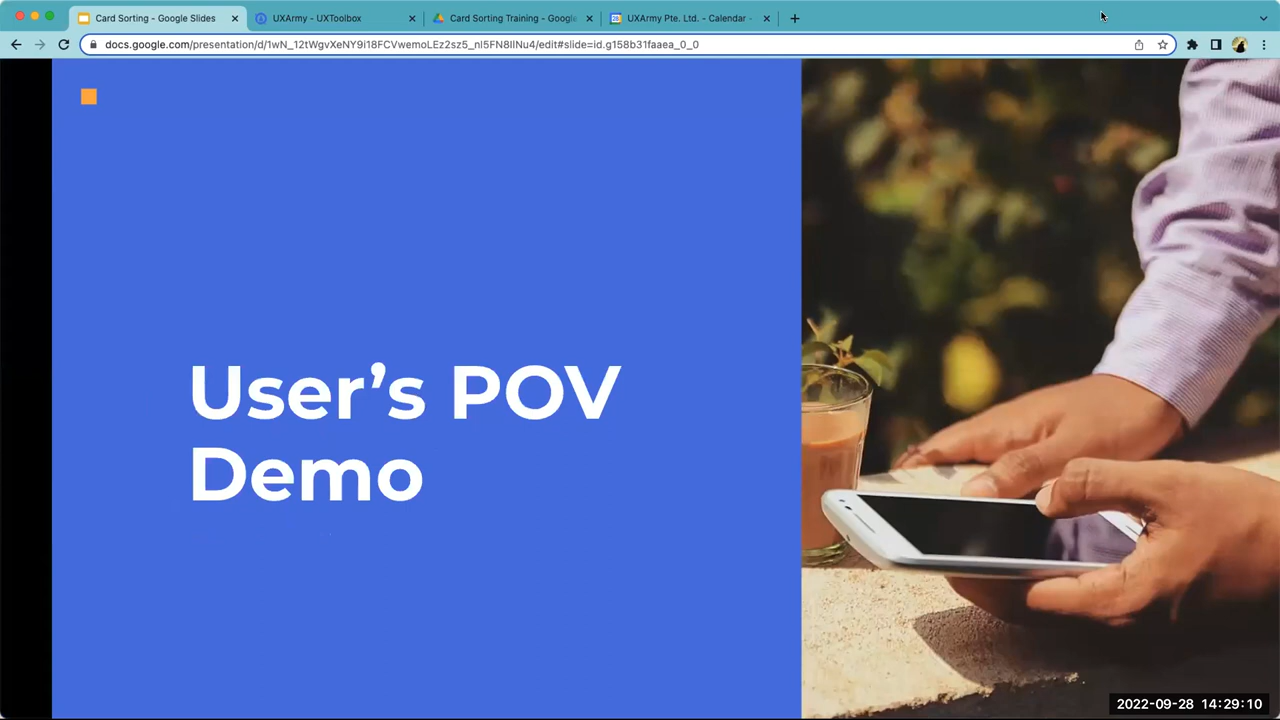 Card Sorting - Google Slides
UXArmy - UXToolbox
Card Sorting Training - Google
UXArmy Pte. Ltd. - Calendar -
docs.google.com/presentation/d/1wN_12tWgvXeNY9i18FCVwemoLEz2sz5_nI5FN8IINu4/edit#slide=id.g158b31faaea_0_0
User's POV
Demo
2022-09-28 14:29:10